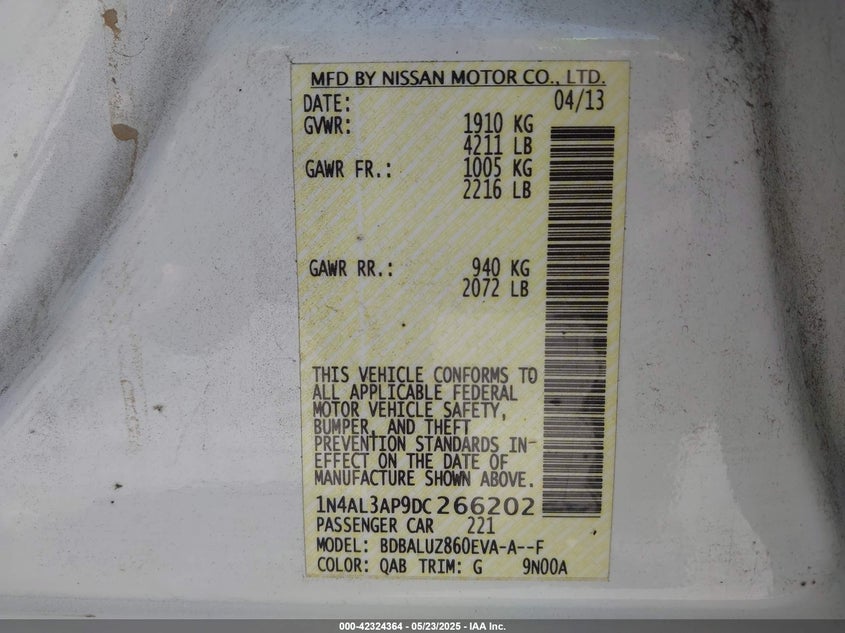 MFD BY NISSAN MOTOR CO., LTD.
DATE: 04/13
GVWR: 1910 KG
4211 LB
GAWR FR.: 1005 KG
2216 LB
GAWR RR.: 940 KG
2072 LB
THIS VEHICLE CONFORMS TO
ALL APPLICABLE FEDERAL
MOTOR VEHICLE SAFETY,
BUMPER, AND THEFT
PREVENTION STANDARDS IN-
EFFECT ON THE DATE OF
MANUFACTURE SHOWN ABOVE.
1N4AL3AP9DC266202
PASSENGER CAR 221
MODEL: BDBALUZ860EVA-A--F
COLOR: QAB TRIM: G 9N00A
000-42324364 - 05/23/2025 - IAA Inc.